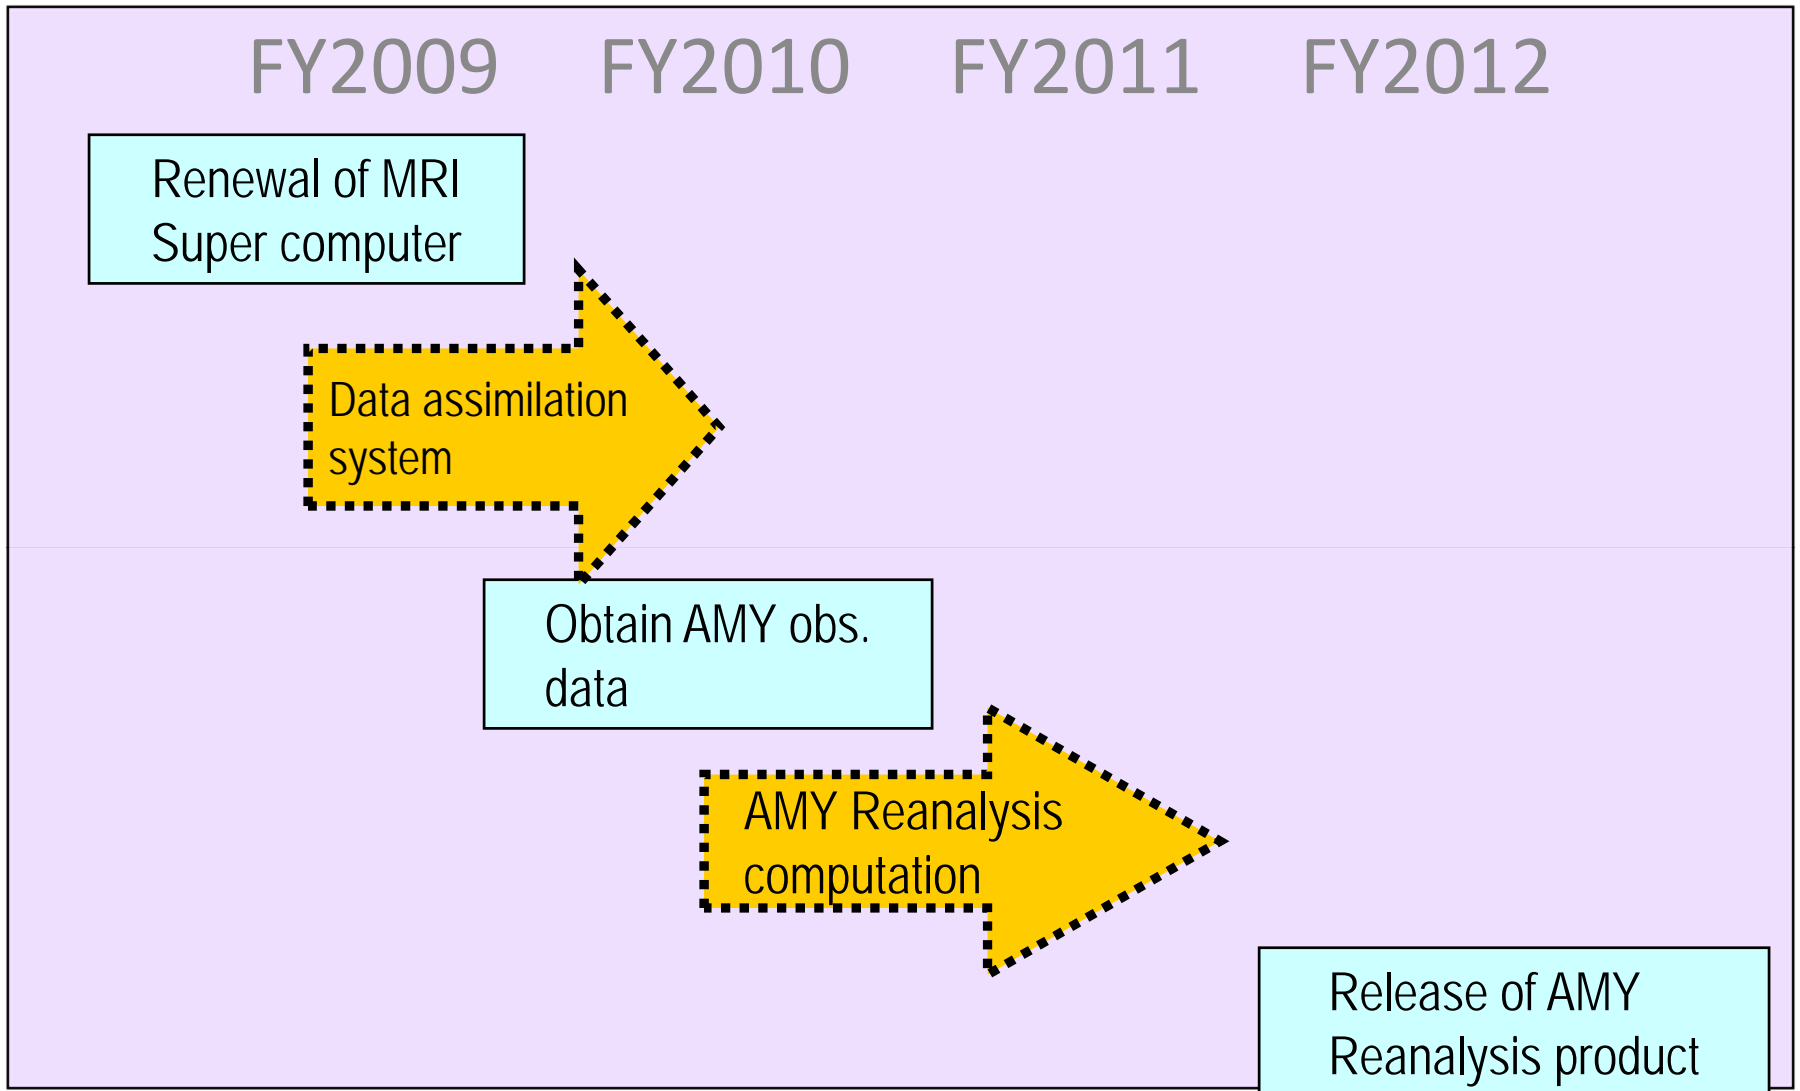 FY2009 FY2010 FY2011 FY2012
Renewal of MRI
Super computer
Data assimilation
system
Obtain AMY obs.
data
AMY Reanalysis
computation
Release of AMY
Reanalysis product